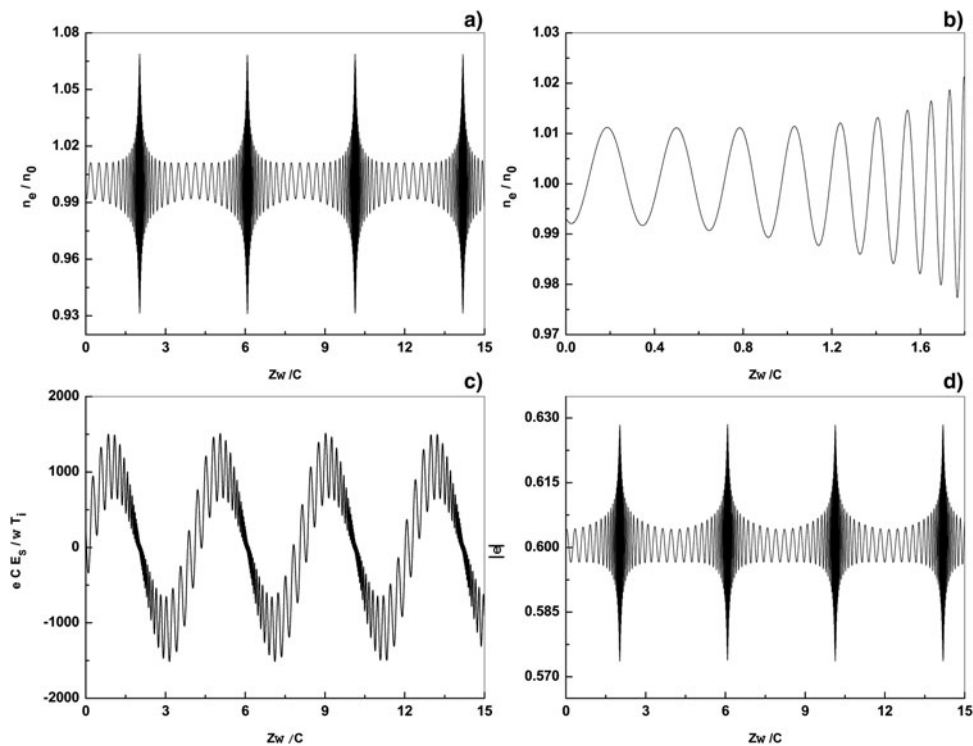 a)
n_e / n_0
1.08
1.05
1.02
0.99
0.96
0.93
0 3 6 9 12 15
Zw /C
b)
n_e / n_0
1.03
1.02
1.01
1.00
0.99
0.98
0.97
0.0 0.4 0.8 1.2 1.6
Zw /C
c)
e C E_s / w T_i
2000
1000
0
-1000
-2000
0 3 6 9 12 15
Zw /C
d)
|e|
0.630
0.615
0.600
0.585
0.570
0 3 6 9 12 15
Zw /C